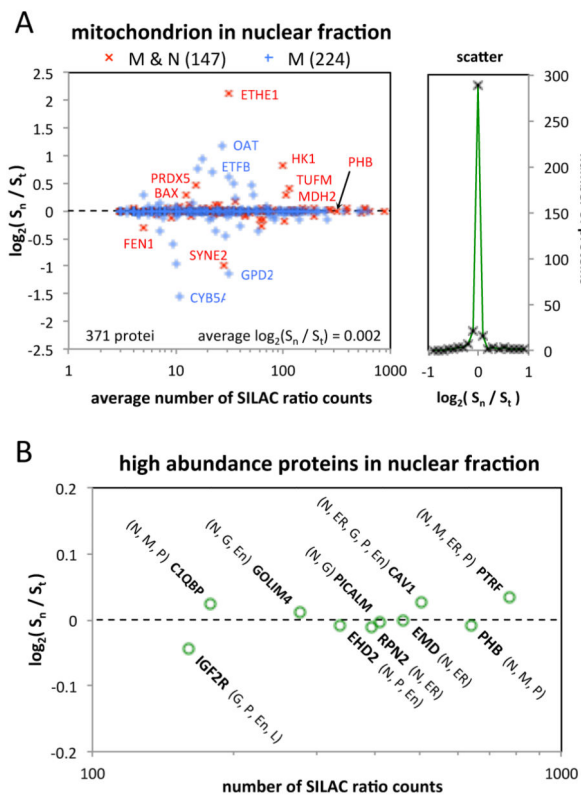 A
mitochondrion in nuclear fraction
× M & N (147) + M (224)
scatter
2.5
2
1.5
1
0.5
0
-0.5
-1
-1.5
-2
-2.5
log2( Sn / St )
ETHE1
OAT
ETFB
HK1
PHB
PRDX5
TUFM
BAX
MDH2
FEN1
SYNE2
GPD2
CYB5A
371 protei
average log2(Sn / St) = 0.002
1 10 100 1000
average number of SILAC ratio counts
300
250
200
150
100
50
0
-1 0 1
log2( Sn / St )
B
high abundance proteins in nuclear fraction
0.2
0.1
0
-0.1
-0.2
log2( Sn / St )
(N, M, P) C1QBP
(N, G, En) GOLIM4
(N, G) PICALM
(N, ER, G, P, En) CAV1
(N, M, ER, P) PTRF
IGF2R (G, P, En, L)
EHD2 (N, P, En)
RPN2 (N, ER)
EMD (N, ER)
PHB (N, M, P)
100 1000
number of SILAC ratio counts